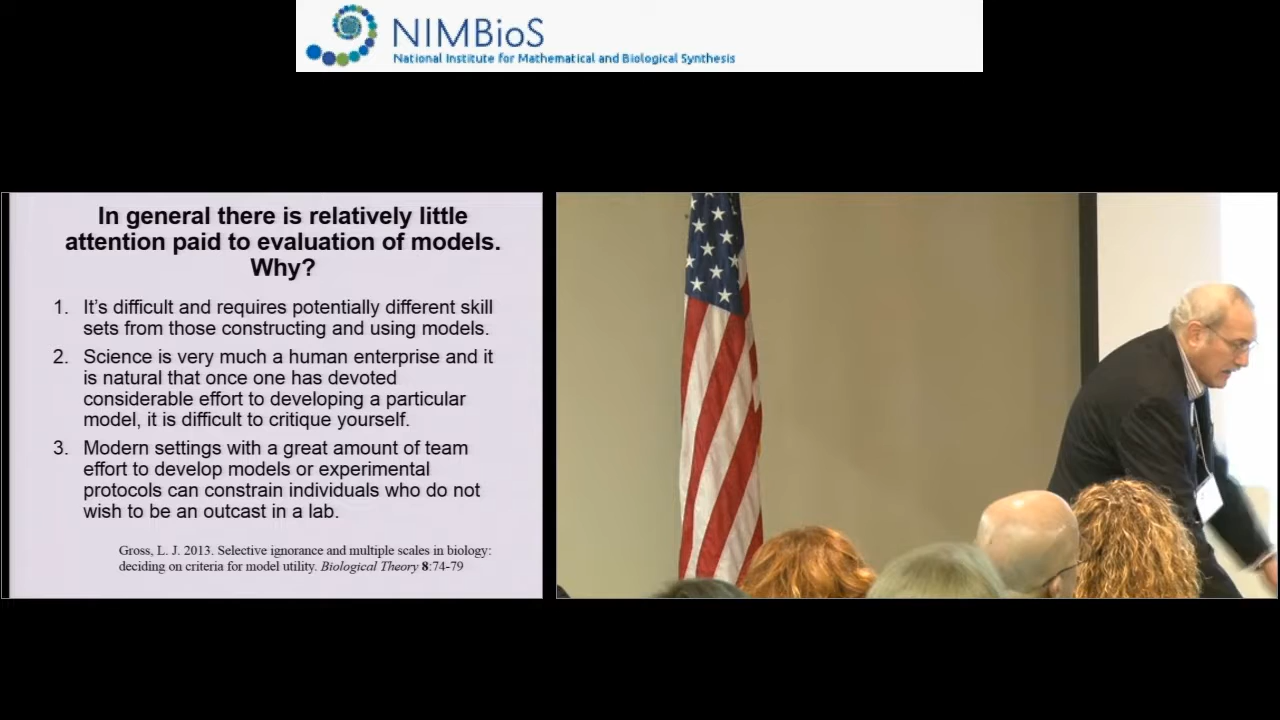 NIMBioS
National Institute for Mathematical and Biological Synthesis
In general there is relatively little
attention paid to evaluation of models.
Why?
1. It's difficult and requires potentially different skill
sets from those constructing and using models.
2. Science is very much a human enterprise and it
is natural that once one has devoted
considerable effort to developing a particular
model, it is difficult to critique yourself.
3. Modern settings with a great amount of team
effort to develop models or experimental
protocols can constrain individuals who do not
wish to be an outcast in a lab.
Gross, L. J. 2013. Selective ignorance and multiple scales in biology:
deciding on criteria for model utility. Biological Theory 8:74-79